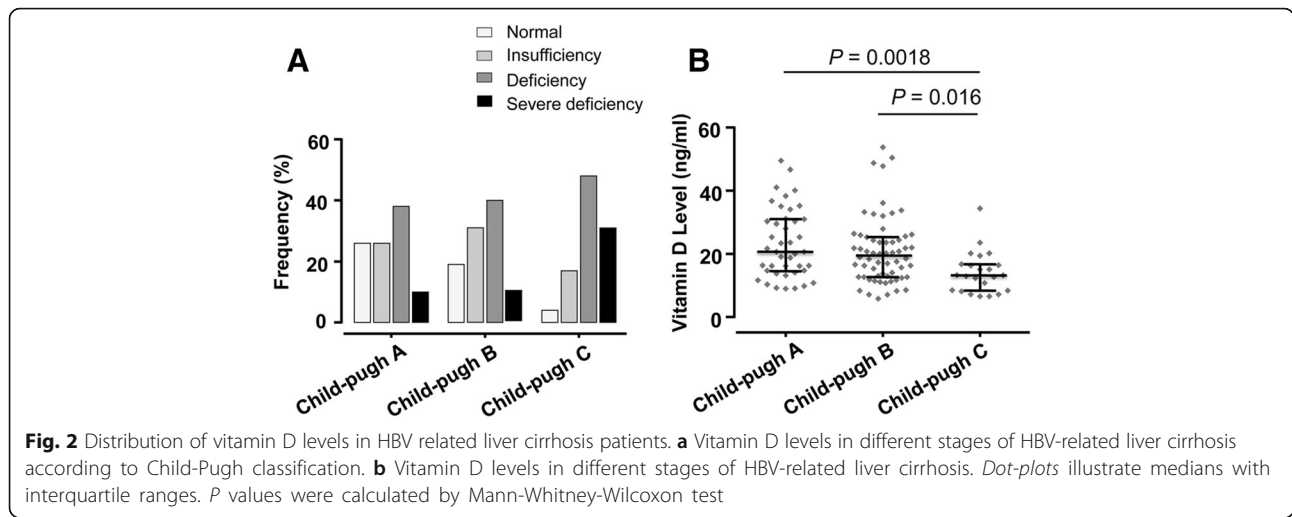 A
Normal
Insufficiency
Deficiency
Severe deficiency
Frequency (%)
60
40
20
0
Child-pugh A
Child-pugh B
Child-pugh C
B
P = 0.0018
P = 0.016
Vitamin D Level (ng/ml)
60
40
20
0
Child-pugh A
Child-pugh B
Child-pugh C
Fig. 2 Distribution of vitamin D levels in HBV related liver cirrhosis patients. a Vitamin D levels in different stages of HBV-related liver cirrhosis
according to Child-Pugh classification. b Vitamin D levels in different stages of HBV-related liver cirrhosis. Dot-plots illustrate medians with
interquartile ranges. P values were calculated by Mann-Whitney-Wilcoxon test